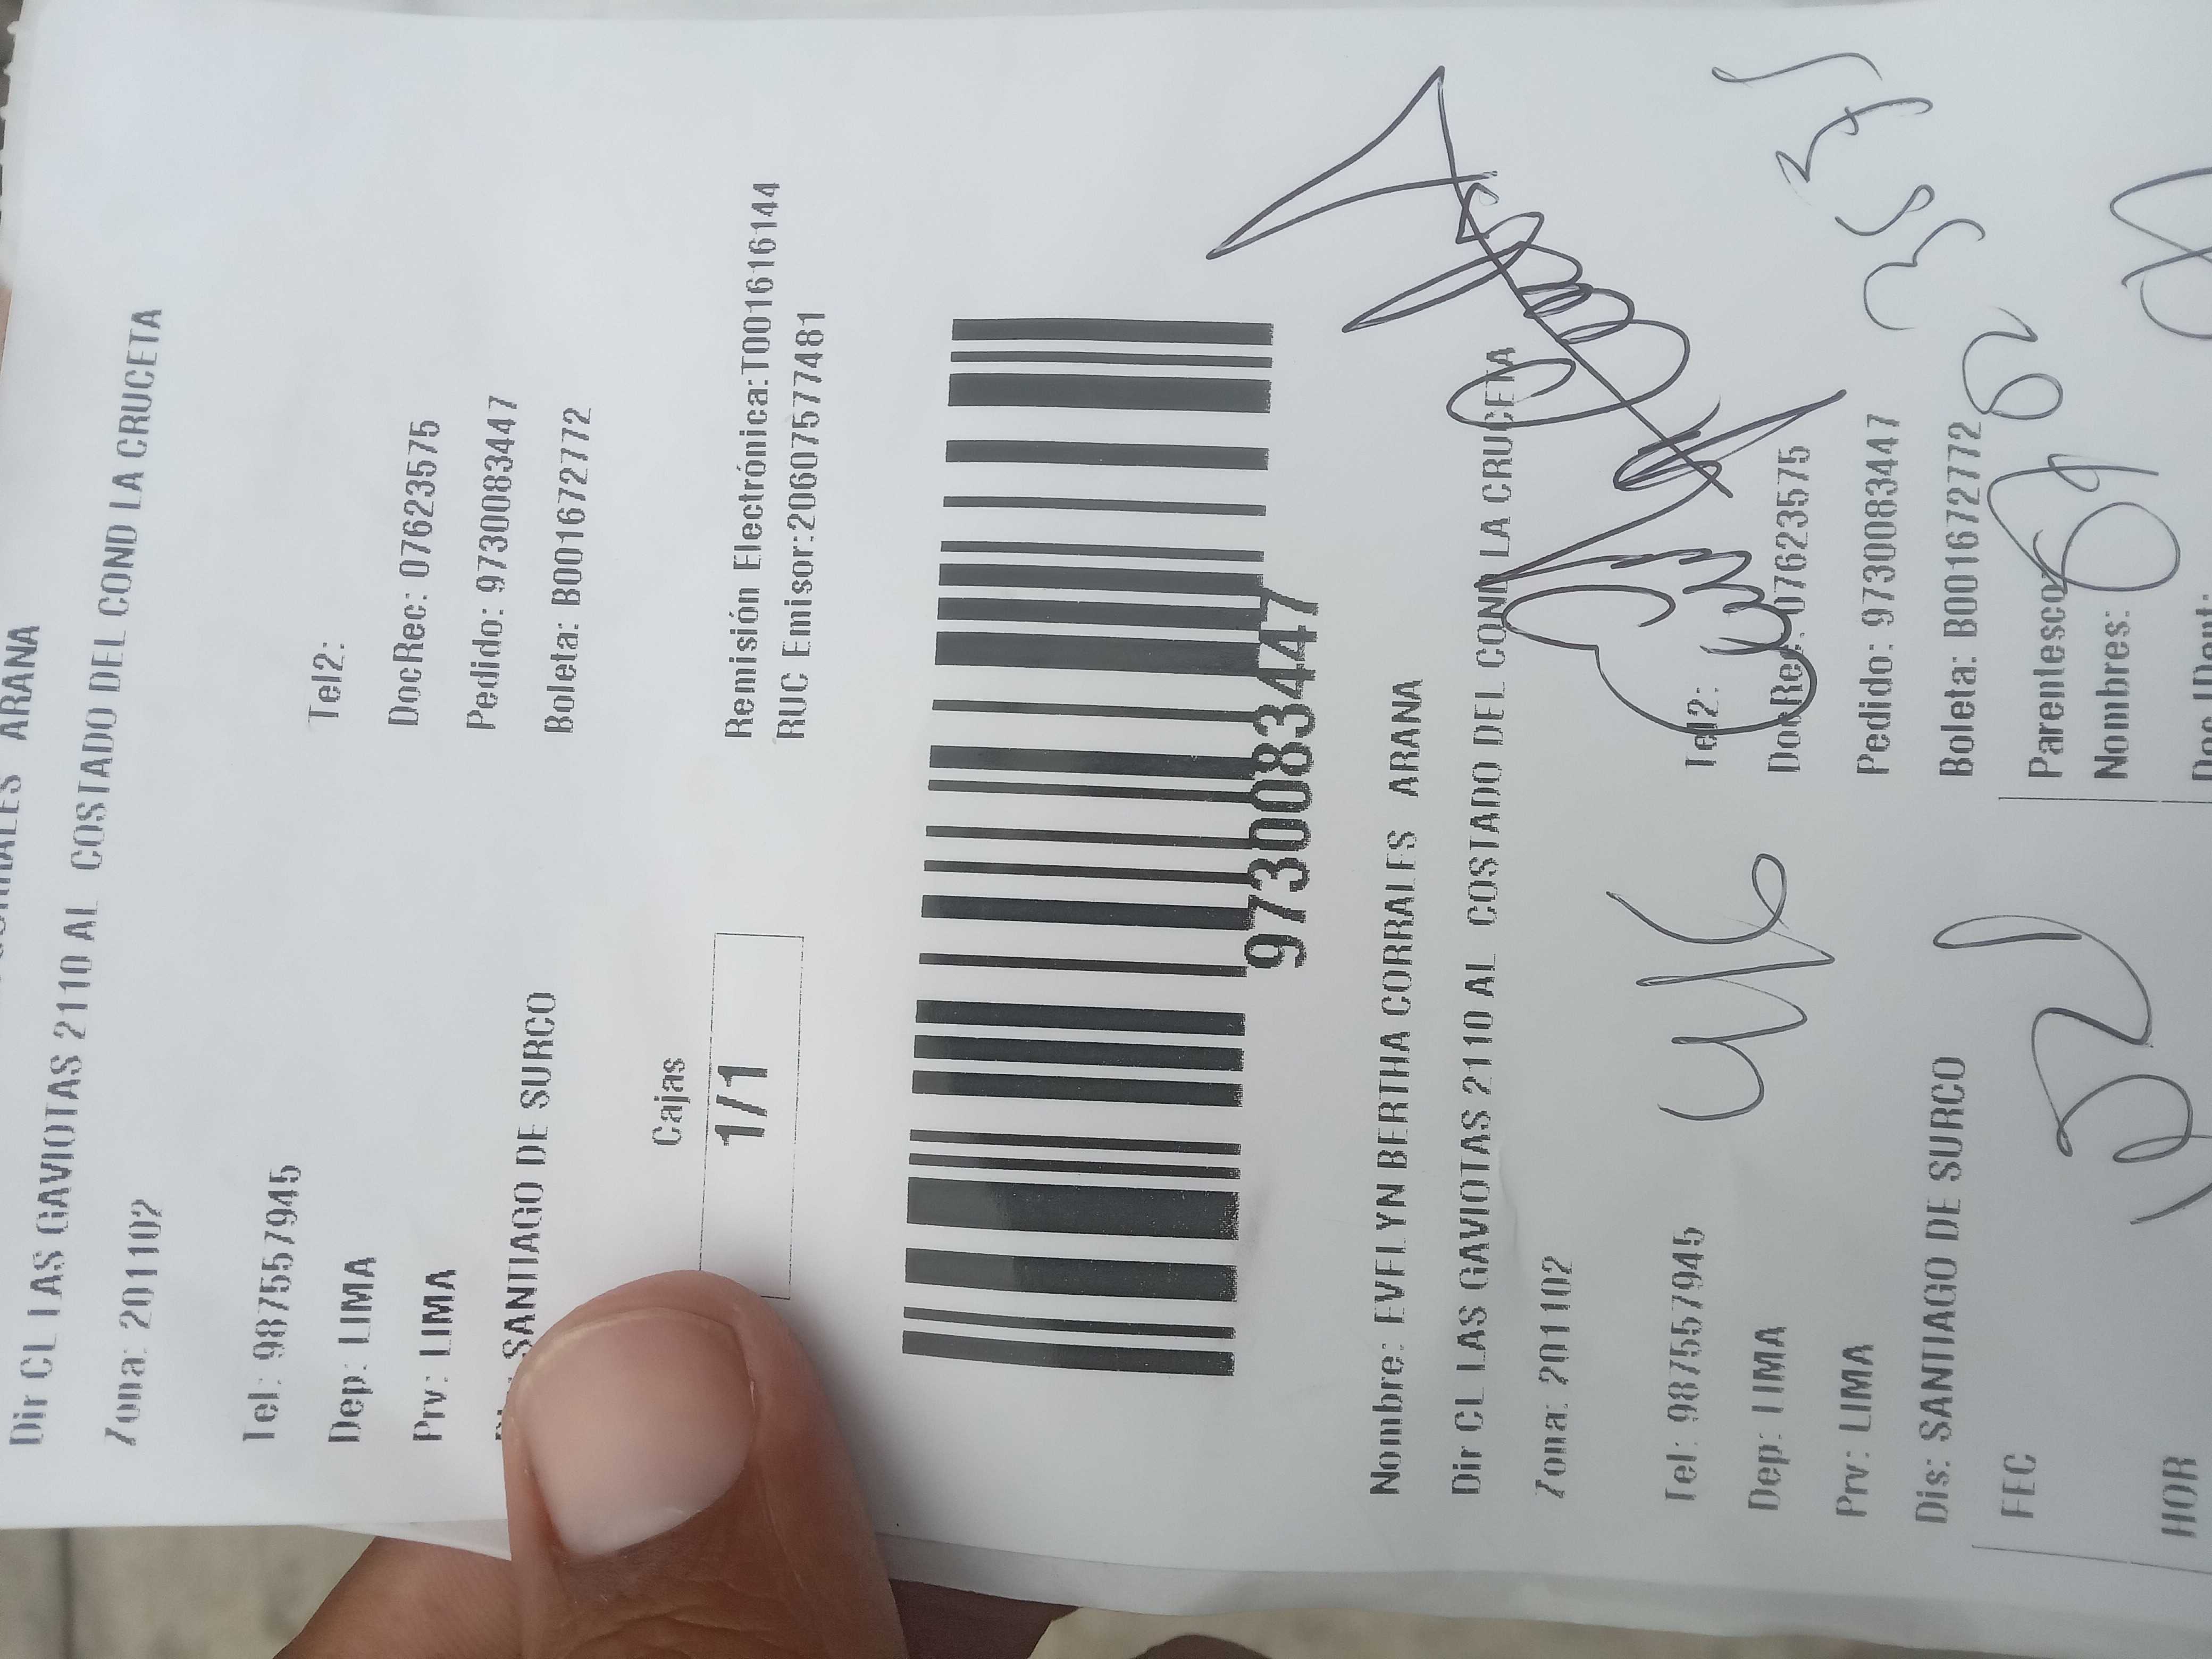 ARANA
Dir CL LAS GAVIOTAS 2110 AL COSTADO DEL COND LA CRUCETA
Zona: 201102
Tel: 987557945 Tel2:
Dep: LIMA DocRec: 07623575
Prv: LIMA Pedido: 9730083447
SANTIAGO DE SURCO Boleta: B001672772
Cajas
1/1
Remisión Electrónica:T001616144
RUC Emisor:20607577481
9730083447
Nombre: EVELYN BERTHA CORRALES ARANA
Dir CL LAS GAVIOTAS 2110 AL COSTADO DEL COND LA CRUCETA
Zona: 201102
Tel: 987557945 Tel2:
Dep: LIMA DocRec: 07623575
Prv: LIMA Pedido: 9730083447
Dis: SANTIAGO DE SURCO Boleta: B001672772
FEC Parentesco:
Nombres:
HOR